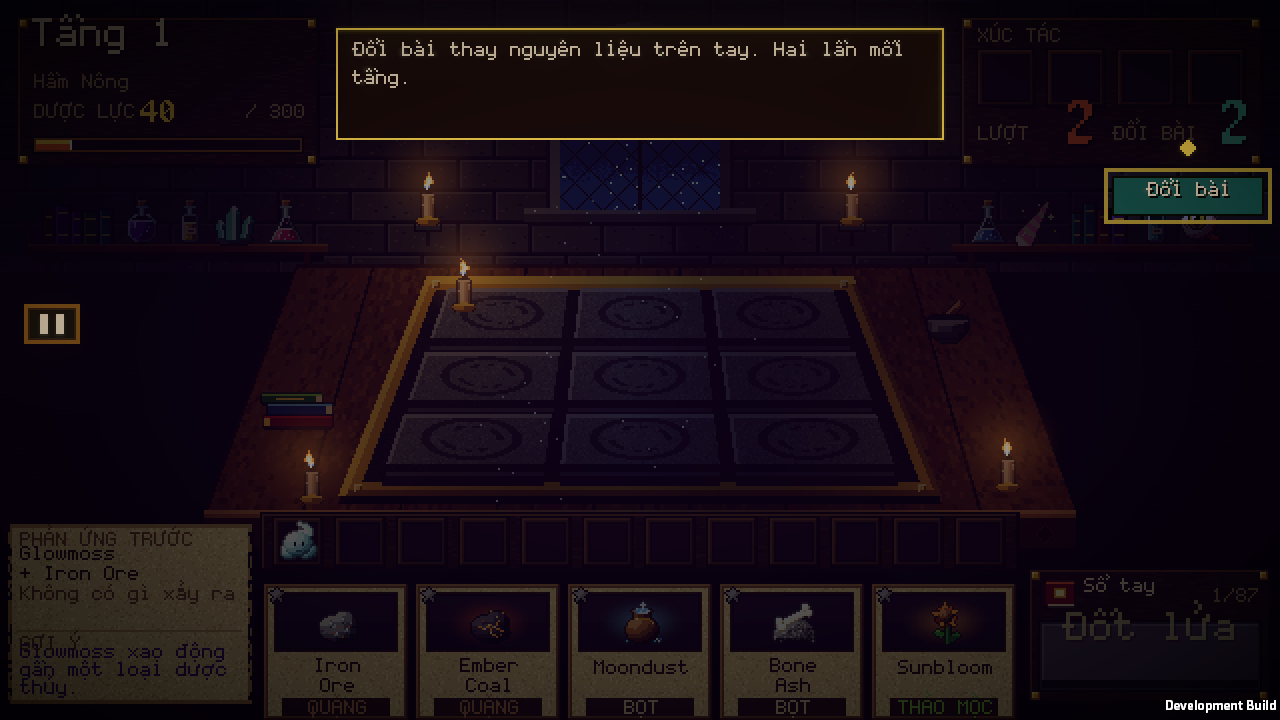 Tầng 1
Hầm Nông
DƯỢC LỰC 40 / 300
Đổi bài thay nguyên liệu trên tay. Hai lần mỗi
tầng.
XÚC TÁC
LƯỢT 2 ĐỔI BÀI 2
Đổi bài
PHẢN ỨNG TRƯỚC
Glowmoss
+ Iron Ore
Không có gì xảy ra
GỢI Ý
Glowmoss xao động
gần một loại dược
thủy.
Iron
Ore
QUẶNG
Ember
Coal
QUẶNG
Moondust
BỘT
Bone
Ash
BỘT
Sunbloom
THẢO MỘC
Sổ tay
1/87
Đốt lửa
Development Build